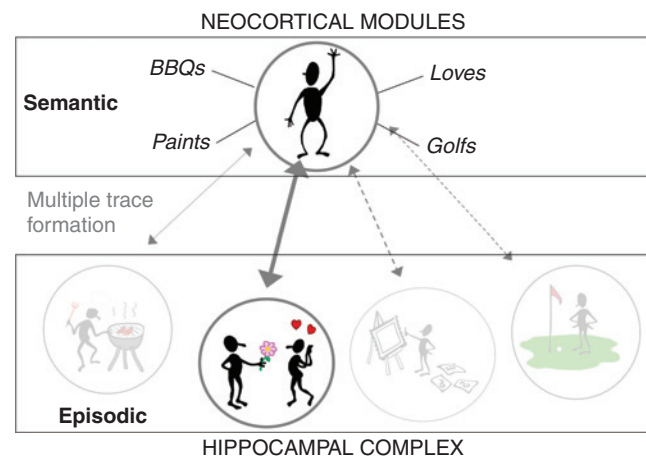 NEOCORTICAL MODULES
BBQs
Loves
Semantic
Paints
Golfs
Multiple trace
formation
Episodic
HIPPOCAMPAL COMPLEX